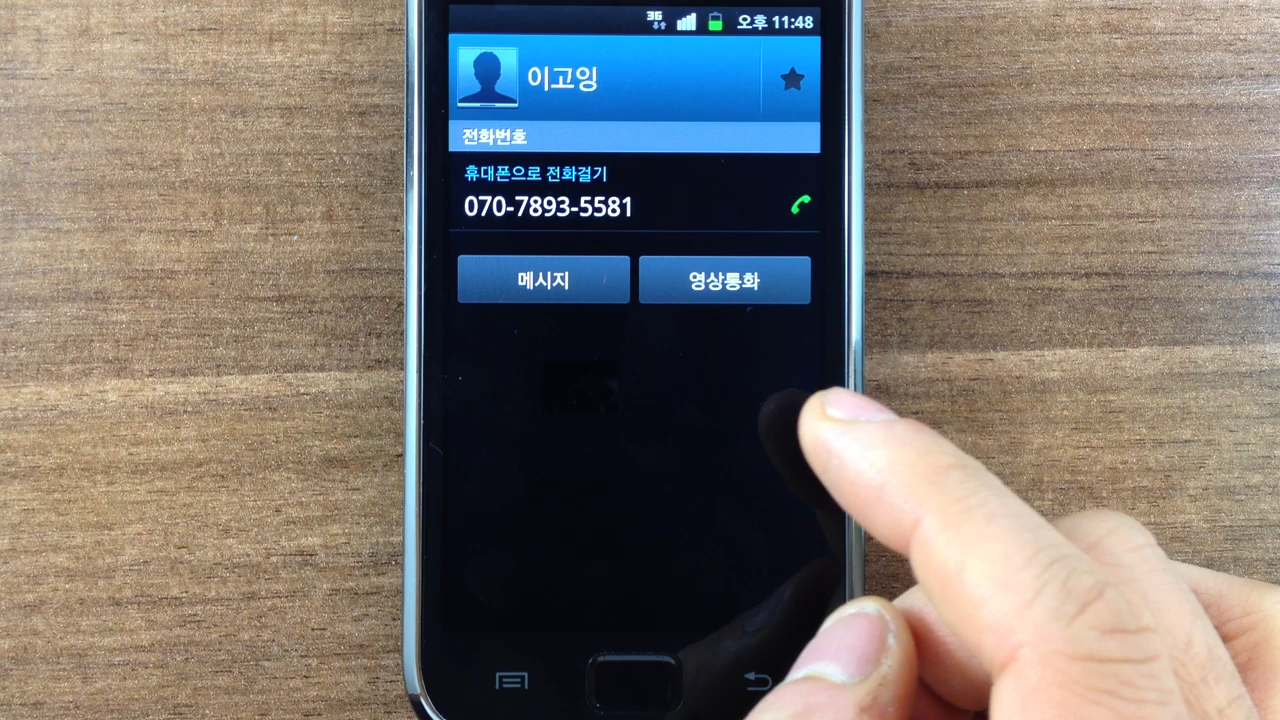 3G 오후 11:48
이고잉
전화번호
휴대폰으로 전화걸기
070-7893-5581
메시지 영상통화